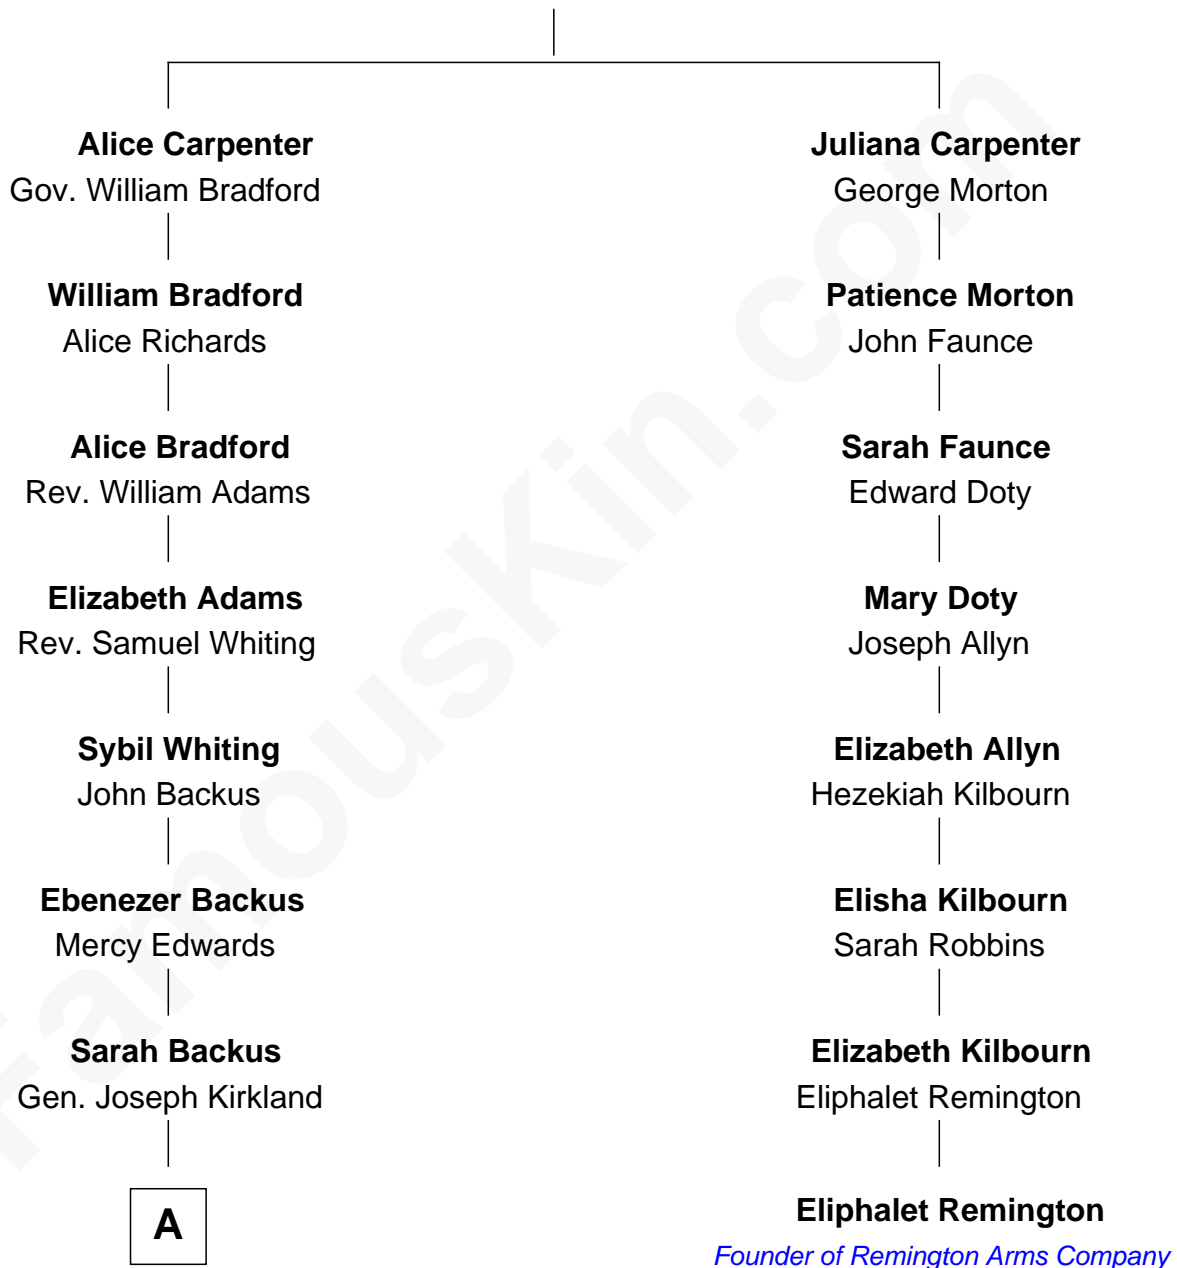 Alice Carpenter
Gov. William Bradford
Juliana Carpenter
George Morton
William Bradford
Alice Richards
Patience Morton
John Faunce
Alice Bradford
Rev. William Adams
Sarah Faunce
Edward Doty
Elizabeth Adams
Rev. Samuel Whiting
Mary Doty
Joseph Allyn
Sybil Whiting
John Backus
Elizabeth Allyn
Hezekiah Kilbourn
Ebenezer Backus
Mercy Edwards
Elisha Kilbourn
Sarah Robbins
Sarah Backus
Gen. Joseph Kirkland
Elizabeth Kilbourn
Eliphalet Remington
A
Eliphalet Remington
Founder of Remington Arms Company
FamousKin.com